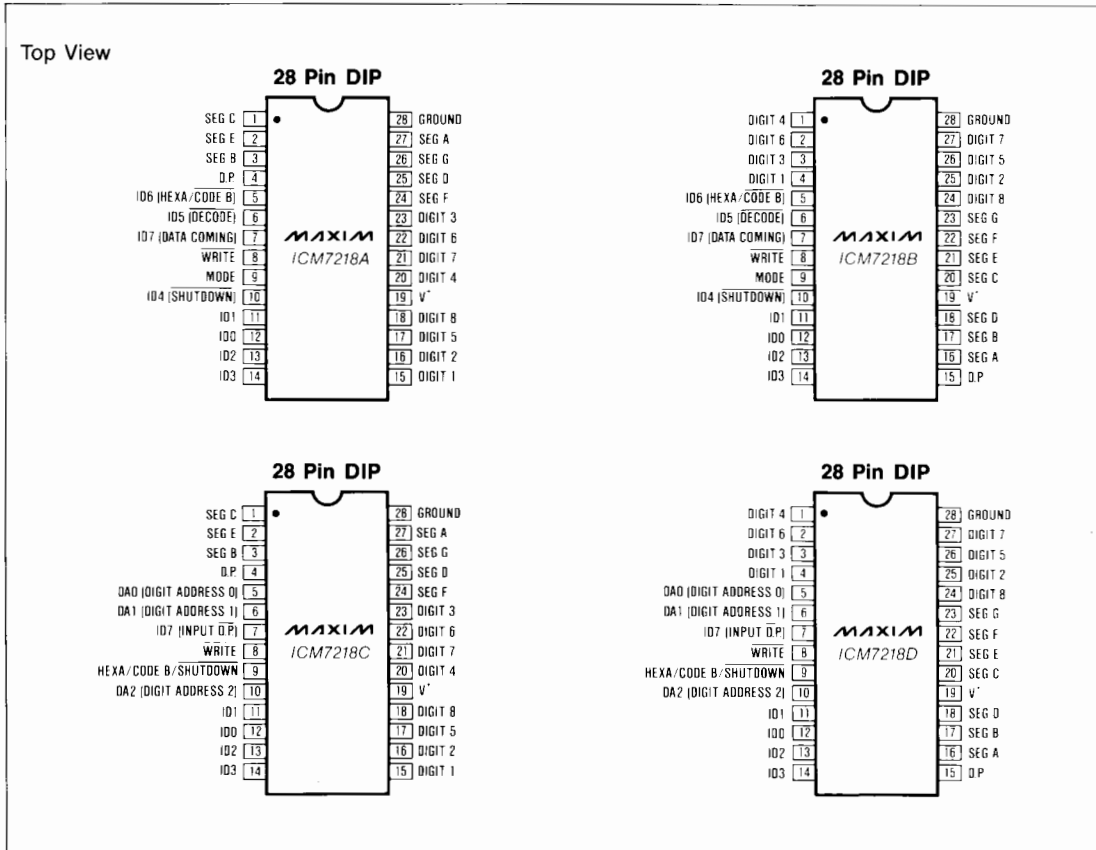 Top View
28 Pin DIP
SEG C 1
SEG E 2
SEG B 3
D.P. 4
ID6 (HEXA/CODE B) 5
ID5 (DECODE) 6
ID7 (DATA COMING) 7
WRITE 8
MODE 9
ID4 (SHUTDOWN) 10
ID1 11
ID0 12
ID2 13
ID3 14
MAXIM
ICM7218A
28 GROUND
27 SEG A
26 SEG G
25 SEG D
24 SEG F
23 DIGIT 3
22 DIGIT 6
21 DIGIT 7
20 DIGIT 4
19 V+
18 DIGIT 8
17 DIGIT 5
16 DIGIT 2
15 DIGIT 1
28 Pin DIP
DIGIT 4 1
DIGIT 6 2
DIGIT 3 3
DIGIT 1 4
ID6 (HEXA/CODE B) 5
ID5 (DECODE) 6
ID7 (DATA COMING) 7
WRITE 8
MODE 9
ID4 (SHUTDOWN) 10
ID1 11
ID0 12
ID2 13
ID3 14
MAXIM
ICM7218B
28 GROUND
27 DIGIT 7
26 DIGIT 5
25 DIGIT 2
24 DIGIT 8
23 SEG G
22 SEG F
21 SEG E
20 SEG C
19 V+
18 SEG D
17 SEG B
16 SEG A
15 D.P
28 Pin DIP
SEG C 1
SEG E 2
SEG B 3
D.P. 4
DA0 (DIGIT ADDRESS 0) 5
DA1 (DIGIT ADDRESS 1) 6
ID7 (INPUT D.P) 7
WRITE 8
HEXA/CODE B/SHUTDOWN 9
DA2 (DIGIT ADDRESS 2) 10
ID1 11
ID0 12
ID2 13
ID3 14
MAXIM
ICM7218C
28 GROUND
27 SEG A
26 SEG G
25 SEG D
24 SEG F
23 DIGIT 3
22 DIGIT 6
21 DIGIT 7
20 DIGIT 4
19 V+
18 DIGIT 8
17 DIGIT 5
16 DIGIT 2
15 DIGIT 1
28 Pin DIP
DIGIT 4 1
DIGIT 6 2
DIGIT 3 3
DIGIT 1 4
DA0 (DIGIT ADDRESS 0) 5
DA1 (DIGIT ADDRESS 1) 6
ID7 (INPUT D.P) 7
WRITE 8
HEXA/CODE B/SHUTDOWN 9
DA2 (DIGIT ADDRESS 2) 10
ID1 11
ID0 12
ID2 13
ID3 14
MAXIM
ICM7218D
28 GROUND
27 DIGIT 7
26 DIGIT 5
25 DIGIT 2
24 DIGIT 8
23 SEG G
22 SEG F
21 SEG E
20 SEG C
19 V+
18 SEG D
17 SEG B
16 SEG A
15 D.P